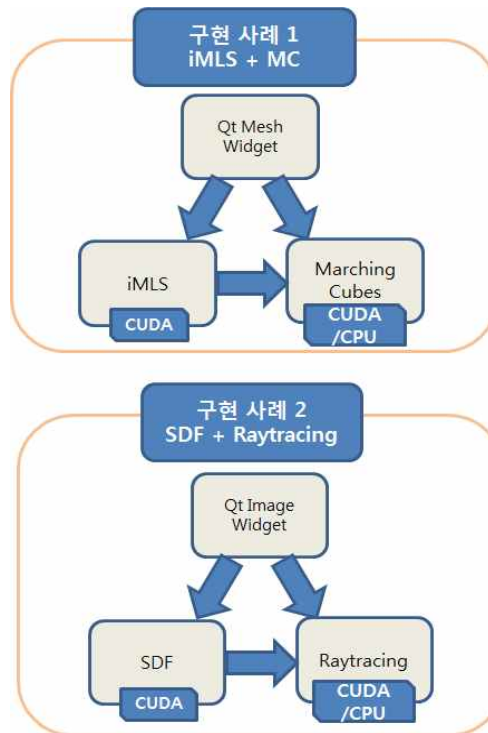 구현 사례 1
iMLS + MC
Qt Mesh
Widget
iMLS
CUDA
Marching
Cubes
CUDA
/CPU
구현 사례 2
SDF + Raytracing
Qt Image
Widget
SDF
CUDA
Raytracing
CUDA
/CPU